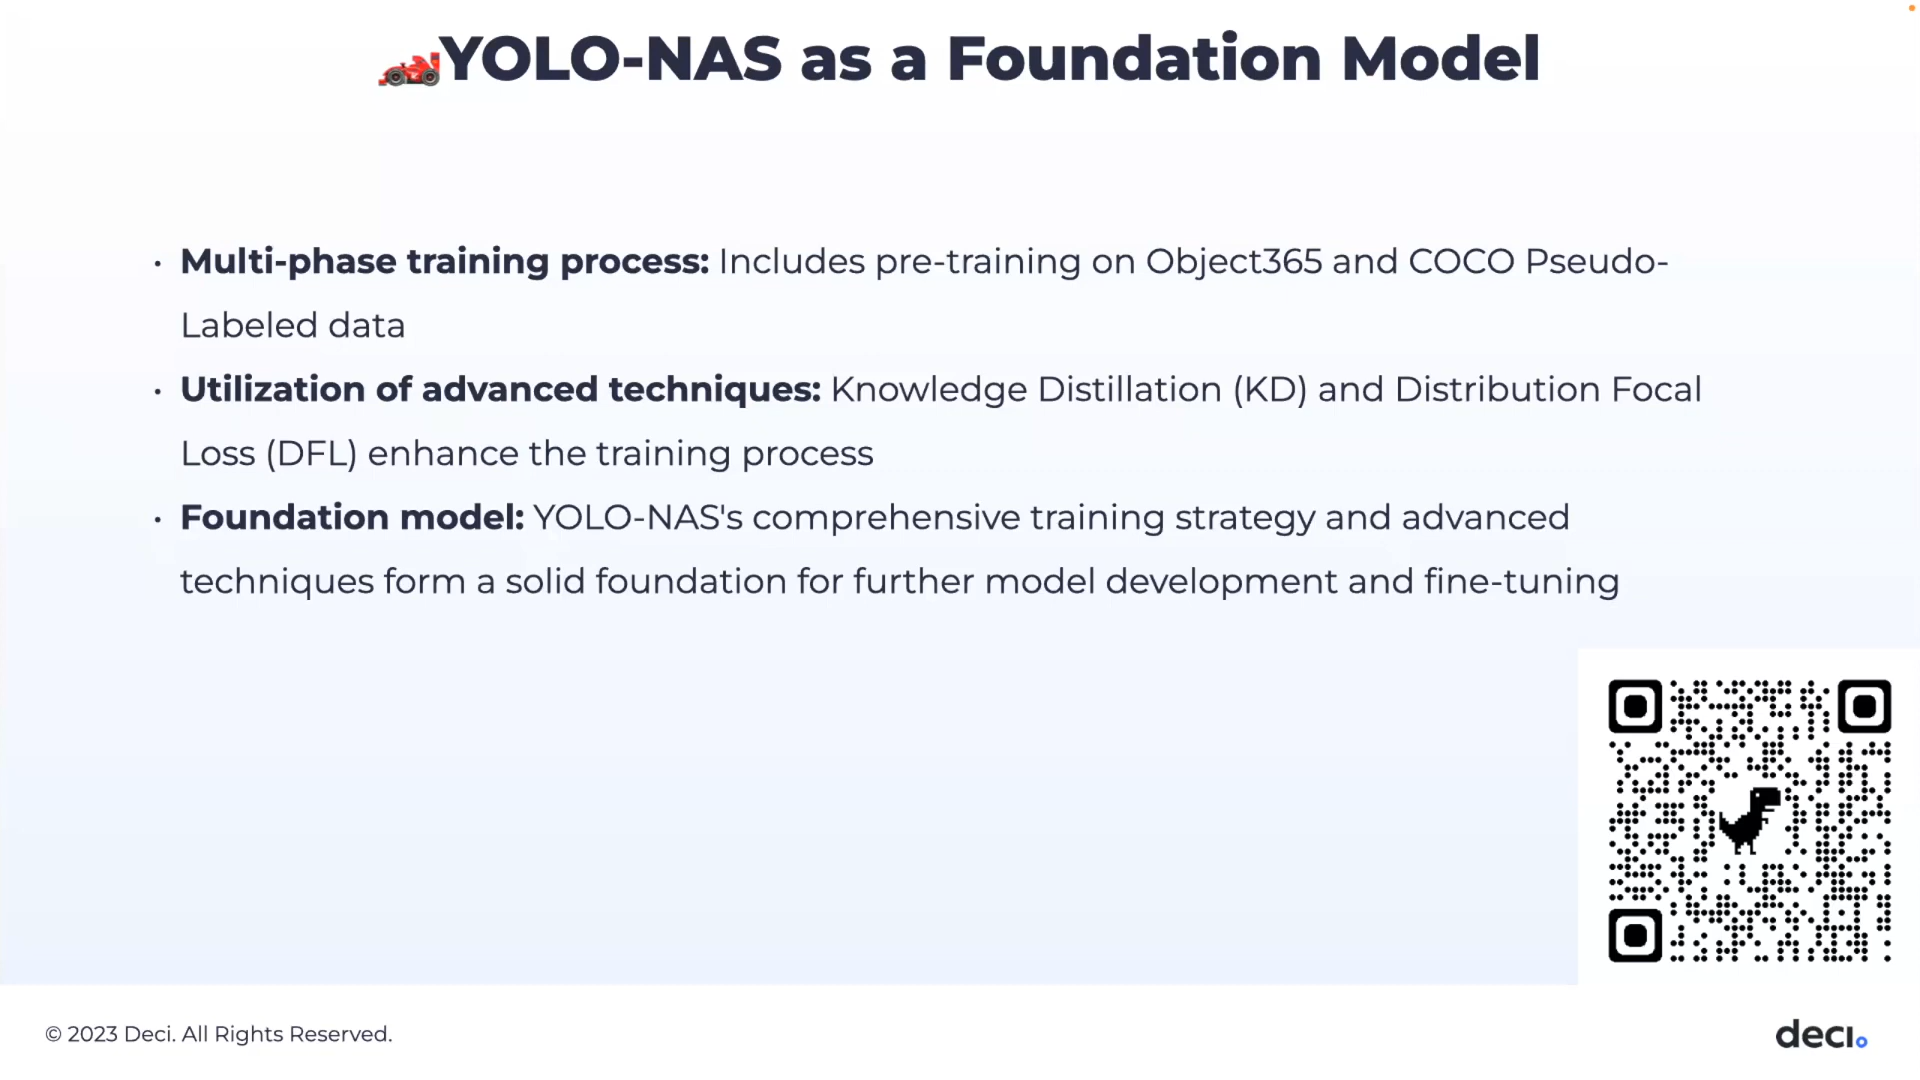 YOLO-NAS as a Foundation Model
• Multi-phase training process: Includes pre-training on Object365 and COCO Pseudo-
Labeled data
• Utilization of advanced techniques: Knowledge Distillation (KD) and Distribution Focal
Loss (DFL) enhance the training process
• Foundation model: YOLO-NAS's comprehensive training strategy and advanced
techniques form a solid foundation for further model development and fine-tuning
© 2023 Deci. All Rights Reserved.
deci.